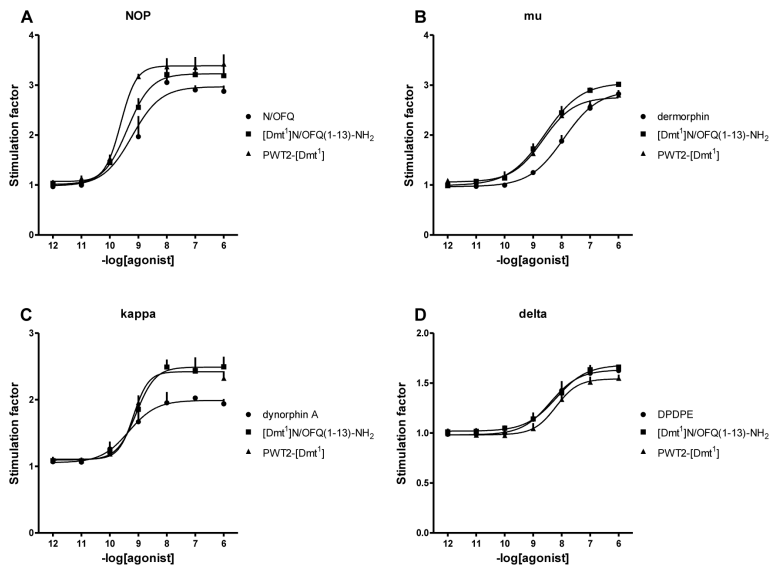 A
NOP
Stimulation factor
4
3
2
1
0
12 11 10 9 8 7 6
-log[agonist]
N/OFQ
[Dmt1]N/OFQ(1-13)-NH2
PWT2-[Dmt1]
B
mu
Stimulation factor
4
3
2
1
0
12 11 10 9 8 7 6
-log[agonist]
dermorphin
[Dmt1]N/OFQ(1-13)-NH2
PWT2-[Dmt1]
C
kappa
Stimulation factor
3
2
1
0
12 11 10 9 8 7 6
-log[agonist]
dynorphin A
[Dmt1]N/OFQ(1-13)-NH2
PWT2-[Dmt1]
D
delta
Stimulation factor
2.0
1.5
1.0
0.5
0.0
12 11 10 9 8 7 6
-log[agonist]
DPDPE
[Dmt1]N/OFQ(1-13)-NH2
PWT2-[Dmt1]